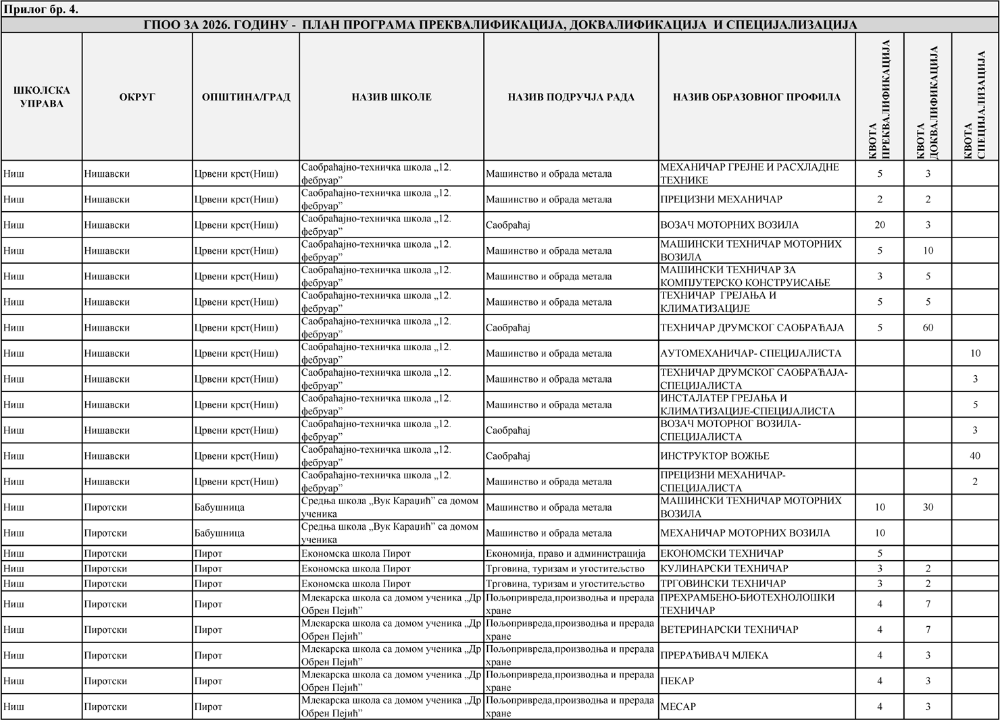 Прилог бр. 4.
ГПОО ЗА 2026. ГОДИНУ -  ПЛАН ПРОГРАМА ПРЕКВАЛИФИКАЦИЈА, ДОКВАЛИФИКАЦИЈА  И СПЕЦИЈАЛИЗАЦИЈА
ШКОЛСКА УПРАВА ОКРУГ ОПШТИНА/ГРАД НАЗИВ ШКОЛЕ НАЗИВ ПОДРУЧЈА РАДА НАЗИВ ОБРАЗОВНОГ ПРОФИЛА КВОТА ПРЕКВАЛИФИКАЦИЈА КВОТА ДОКВАЛИФИКАЦИЈА КВОТА СПЕЦИЈАЛИЗАЦИЈА
Ниш Нишавски Црвени крст(Ниш) Саобраћајно-техничка школа „12. фебруар” Машинство и обрада метала МЕХАНИЧАР ГРЕЈНЕ И РАСХЛАДНЕ ТЕХНИКЕ 5 3
Ниш Нишавски Црвени крст(Ниш) Саобраћајно-техничка школа „12. фебруар” Машинство и обрада метала ПРЕЦИЗНИ МЕХАНИЧАР 2 2
Ниш Нишавски Црвени крст(Ниш) Саобраћајно-техничка школа „12. фебруар” Саобраћај ВОЗАЧ МОТОРНИХ ВОЗИЛА 20 3
Ниш Нишавски Црвени крст(Ниш) Саобраћајно-техничка школа „12. фебруар” Машинство и обрада метала МАШИНСКИ ТЕХНИЧАР МОТОРНИХ ВОЗИЛА 5 10
Ниш Нишавски Црвени крст(Ниш) Саобраћајно-техничка школа „12. фебруар” Машинство и обрада метала МАШИНСКИ ТЕХНИЧАР ЗА КОМПЈУТЕРСКО КОНСТРУИСАЊЕ 3 5
Ниш Нишавски Црвени крст(Ниш) Саобраћајно-техничка школа „12. фебруар” Машинство и обрада метала ТЕХНИЧАР  ГРЕЈАЊА И КЛИМАТИЗАЦИЈЕ 5 5
Ниш Нишавски Црвени крст(Ниш) Саобраћајно-техничка школа „12. фебруар” Саобраћај ТЕХНИЧАР ДРУМСКОГ САОБРАЋАЈА 5 60
Ниш Нишавски Црвени крст(Ниш) Саобраћајно-техничка школа „12. фебруар” Машинство и обрада метала АУТОМЕХАНИЧАР- СПЕЦИЈАЛИСТА 10
Ниш Нишавски Црвени крст(Ниш) Саобраћајно-техничка школа „12. фебруар” Машинство и обрада метала ТЕХНИЧАР ДРУМСКОГ САОБРАЋАЈА-СПЕЦИЈАЛИСТА 3
Ниш Нишавски Црвени крст(Ниш) Саобраћајно-техничка школа „12. фебруар” Машинство и обрада метала ИНСТАЛАТЕР ГРЕЈАЊА И КЛИМАТИЗАЦИЈЕ-СПЕЦИЈАЛИСТА 5
Ниш Нишавски Црвени крст(Ниш) Саобраћајно-техничка школа „12. фебруар” Саобраћај ВОЗАЧ МОТОРНОГ ВОЗИЛА-СПЕЦИЈАЛИСТА 3
Ниш Нишавски Црвени крст(Ниш) Саобраћајно-техничка школа „12. фебруар” Саобраћај ИНСТРУКТОР ВОЖЊЕ 40
Ниш Нишавски Црвени крст(Ниш) Саобраћајно-техничка школа „12. фебруар” Машинство и обрада метала ПРЕЦИЗНИ МЕХАНИЧАР-СПЕЦИЈАЛИСТА 2
Ниш Пиротски Бабушница Средња школа „Вук Караџић” са домом ученика Машинство и обрада метала МАШИНСКИ ТЕХНИЧАР МОТОРНИХ ВОЗИЛА 10 30
Ниш Пиротски Бабушница Средња школа „Вук Караџић” са домом ученика Машинство и обрада метала МЕХАНИЧАР МОТОРНИХ ВОЗИЛА 10
Ниш Пиротски Пирот Економска школа Пирот Економија, право и администрација ЕКОНОМСКИ ТЕХНИЧАР 5
Ниш Пиротски Пирот Економска школа Пирот Трговина, туризам и угоститељство КУЛИНАРСКИ ТЕХНИЧАР 3 2
Ниш Пиротски Пирот Економска школа Пирот Трговина, туризам и угоститељство ТРГОВИНСКИ ТЕХНИЧАР 3 2
Ниш Пиротски Пирот Млекарска школа са домом ученика „Др Обрен Пејић” Пољопривреда,производња и прерада хране ПРЕХРАМБЕНО-БИОТЕХНОЛОШКИ ТЕХНИЧАР 4 7
Ниш Пиротски Пирот Млекарска школа са домом ученика „Др Обрен Пејић” Пољопривреда,производња и прерада хране ВЕТЕРИНАРСКИ ТЕХНИЧАР 4 7
Ниш Пиротски Пирот Млекарска школа са домом ученика „Др Обрен Пејић” Пољопривреда,производња и прерада хране ПРЕРАЂИВАЧ МЛЕКА 4 3
Ниш Пиротски Пирот Млекарска школа са домом ученика „Др Обрен Пејић” Пољопривреда,производња и прерада хране ПЕКАР 4 3
Ниш Пиротски Пирот Млекарска школа са домом ученика „Др Обрен Пејић” Пољопривреда,производња и прерада хране МЕСАР 4 3